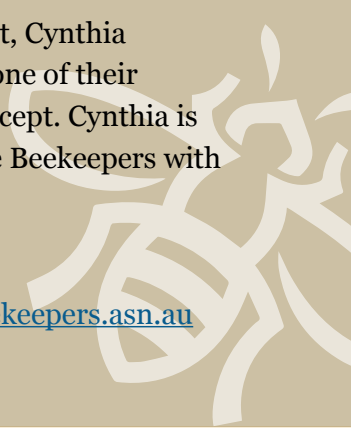 t, Cynthia
one of their
cept. Cynthia is
e Beekeepers with
keepers.asn.au